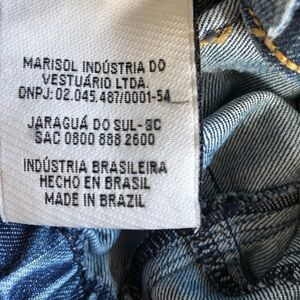 MARISOL INDÚSTRIA DO
VESTUÁRIO LTDA.
CNPJ: 02.045.487/0001-54
JARAGUÁ DO SUL-SC
SAC 0800 888 2600
INDÚSTRIA BRASILEIRA
HECHO EN BRASIL
MADE IN BRAZIL